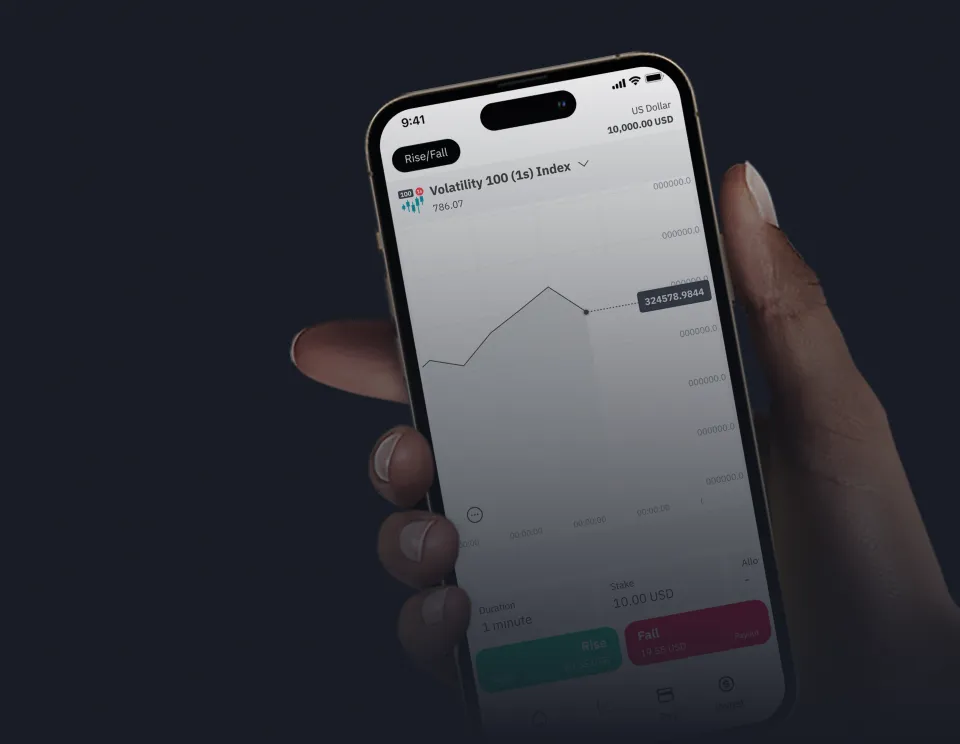 9:41
US Dollar
10,000.00 USD
Rise/Fall
100 1s Volatility 100 (1s) Index
786.07
000000.0
000000.0
000000.0
324578.9844
000000.0
000000.0
000000.0
000000.0
00:00:00
00:00:00
00:00:00
Duration
1 minute
Stake
10.00 USD
Allo
-
Rise
Fall
Payout
19.55 USD